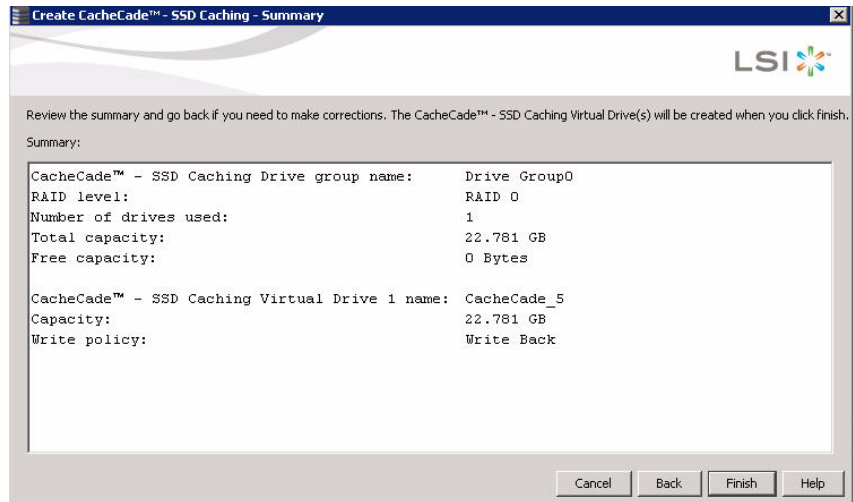 Create CacheCade™ - SSD Caching - Summary
LSI
Review the summary and go back if you need to make corrections. The CacheCade™ - SSD Caching Virtual Drive(s) will be created when you click finish.
Summary:
CacheCade™ - SSD Caching Drive group name: Drive Group0
RAID level: RAID 0
Number of drives used: 1
Total capacity: 22.781 GB
Free capacity: 0 Bytes
CacheCade™ - SSD Caching Virtual Drive 1 name: CacheCade_5
Capacity: 22.781 GB
Write policy: Write Back
Cancel Back Finish Help